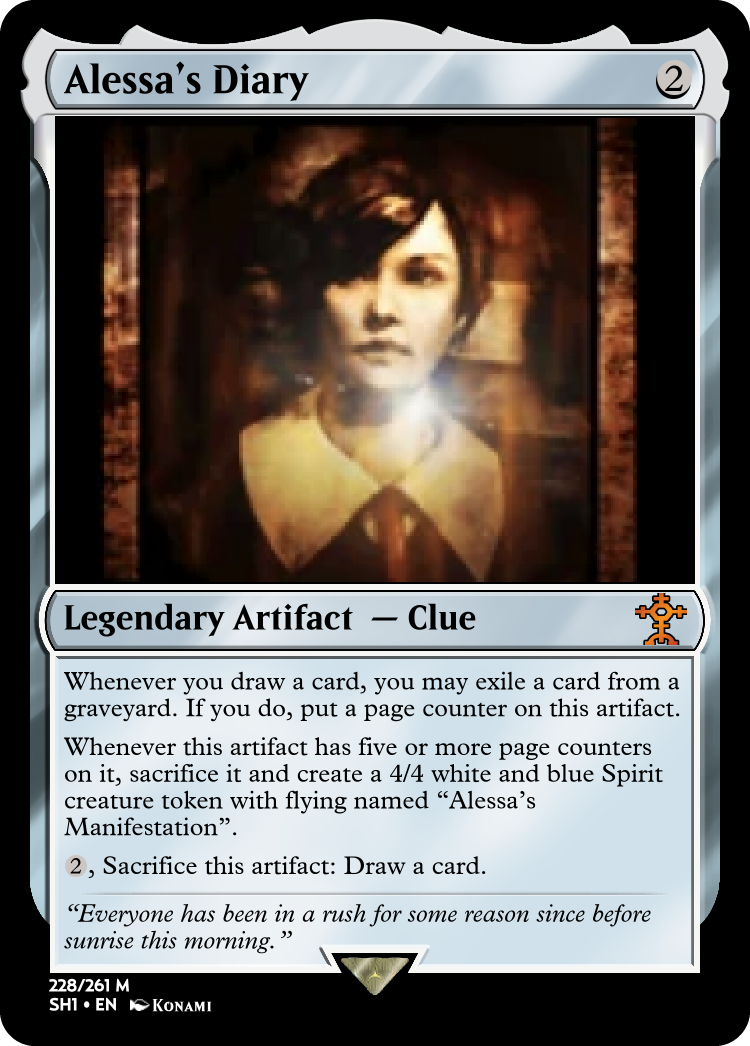 Alessa's Diary 2
Legendary Artifact — Clue
Whenever you draw a card, you may exile a card from a
graveyard. If you do, put a page counter on this artifact.
Whenever this artifact has five or more page counters
on it, sacrifice it and create a 4/4 white and blue Spirit
creature token with flying named “Alessa’s
Manifestation”.
2, Sacrifice this artifact: Draw a card.
“Everyone has been in a rush for some reason since before
sunrise this morning.”
228/261 M
SH1 • EN KONAMI